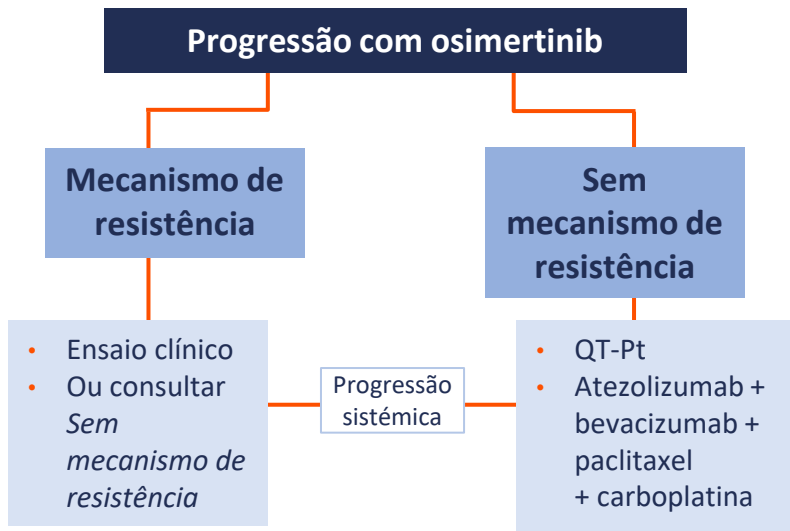 Progressão com osimertinib
Mecanismo de
resistência
Sem
mecanismo de
resistência
• Ensaio clínico
• Ou consultar
Sem
mecanismo de
resistência
Progressão
sistémica
• QT-Pt
• Atezolizumab +
bevacizumab +
paclitaxel
+ carboplatina